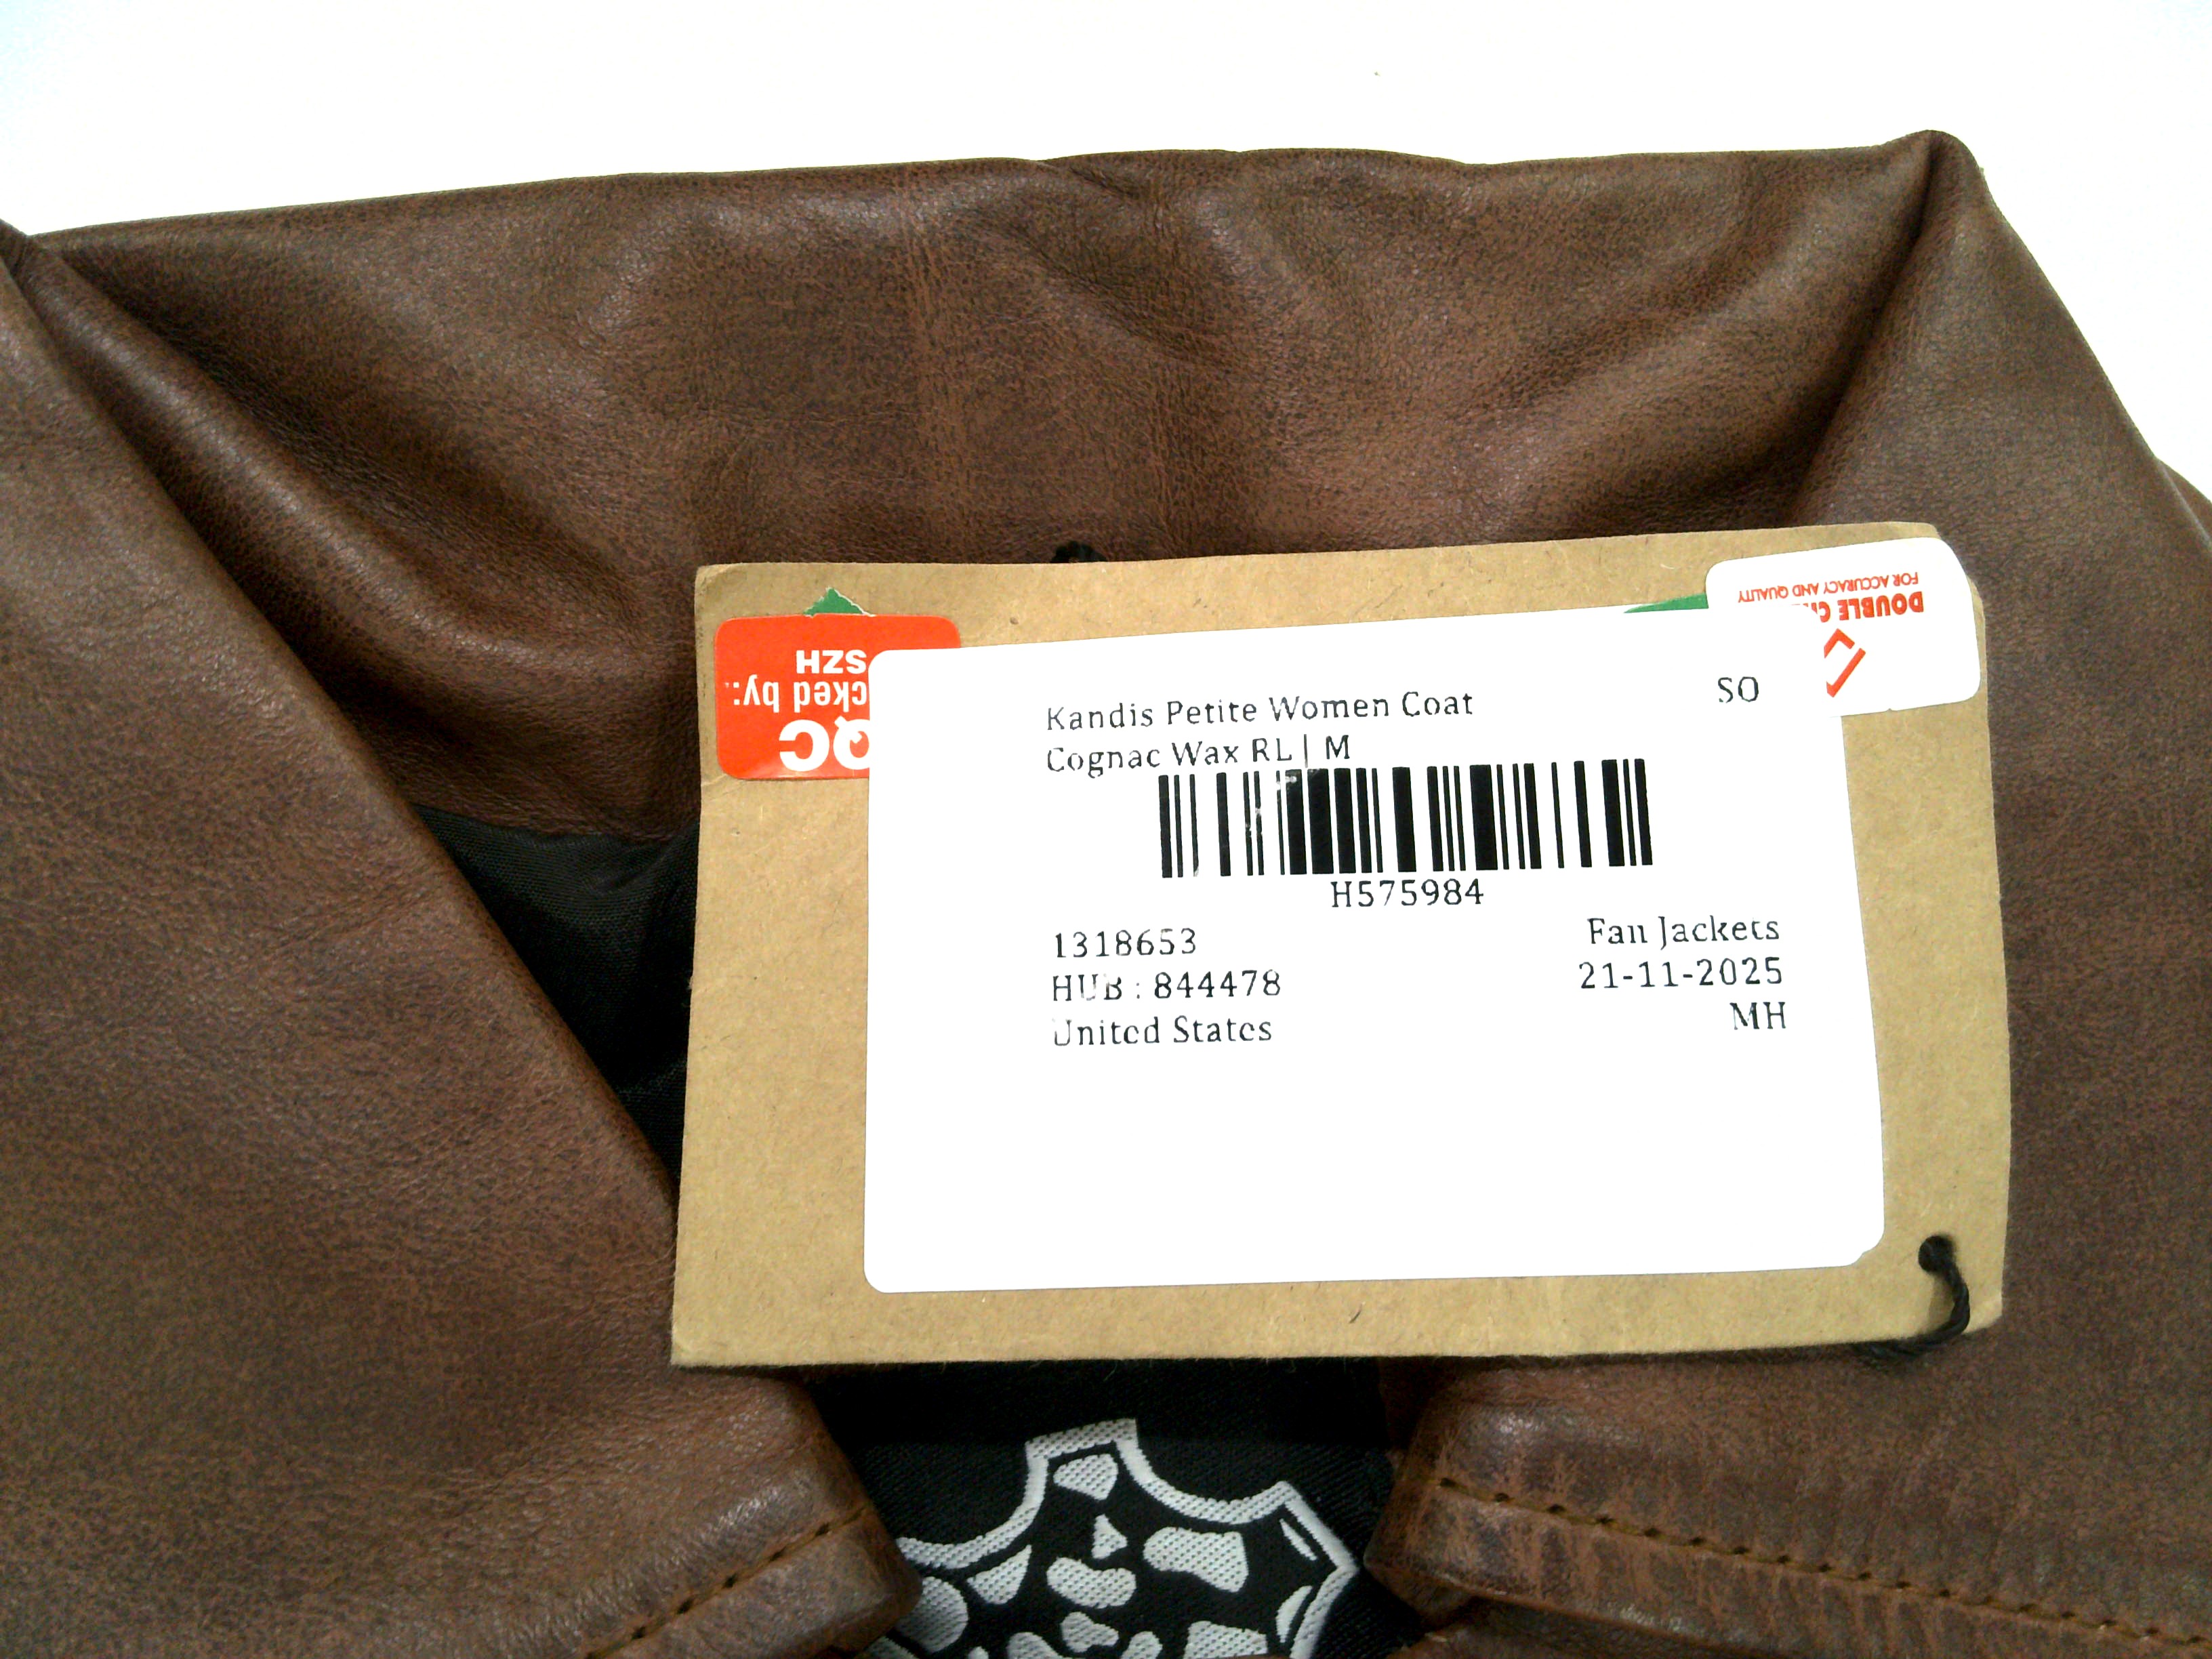 Kandis Petite Women Coat
SO
Cognac Wax RL | M
H575984
1318653
Fan Jackets
HUB : 844478
21-11-2025
United States
MH
QC
cked by:
SZH
DOUBLE
FOR ACCURACY AND QUALITY